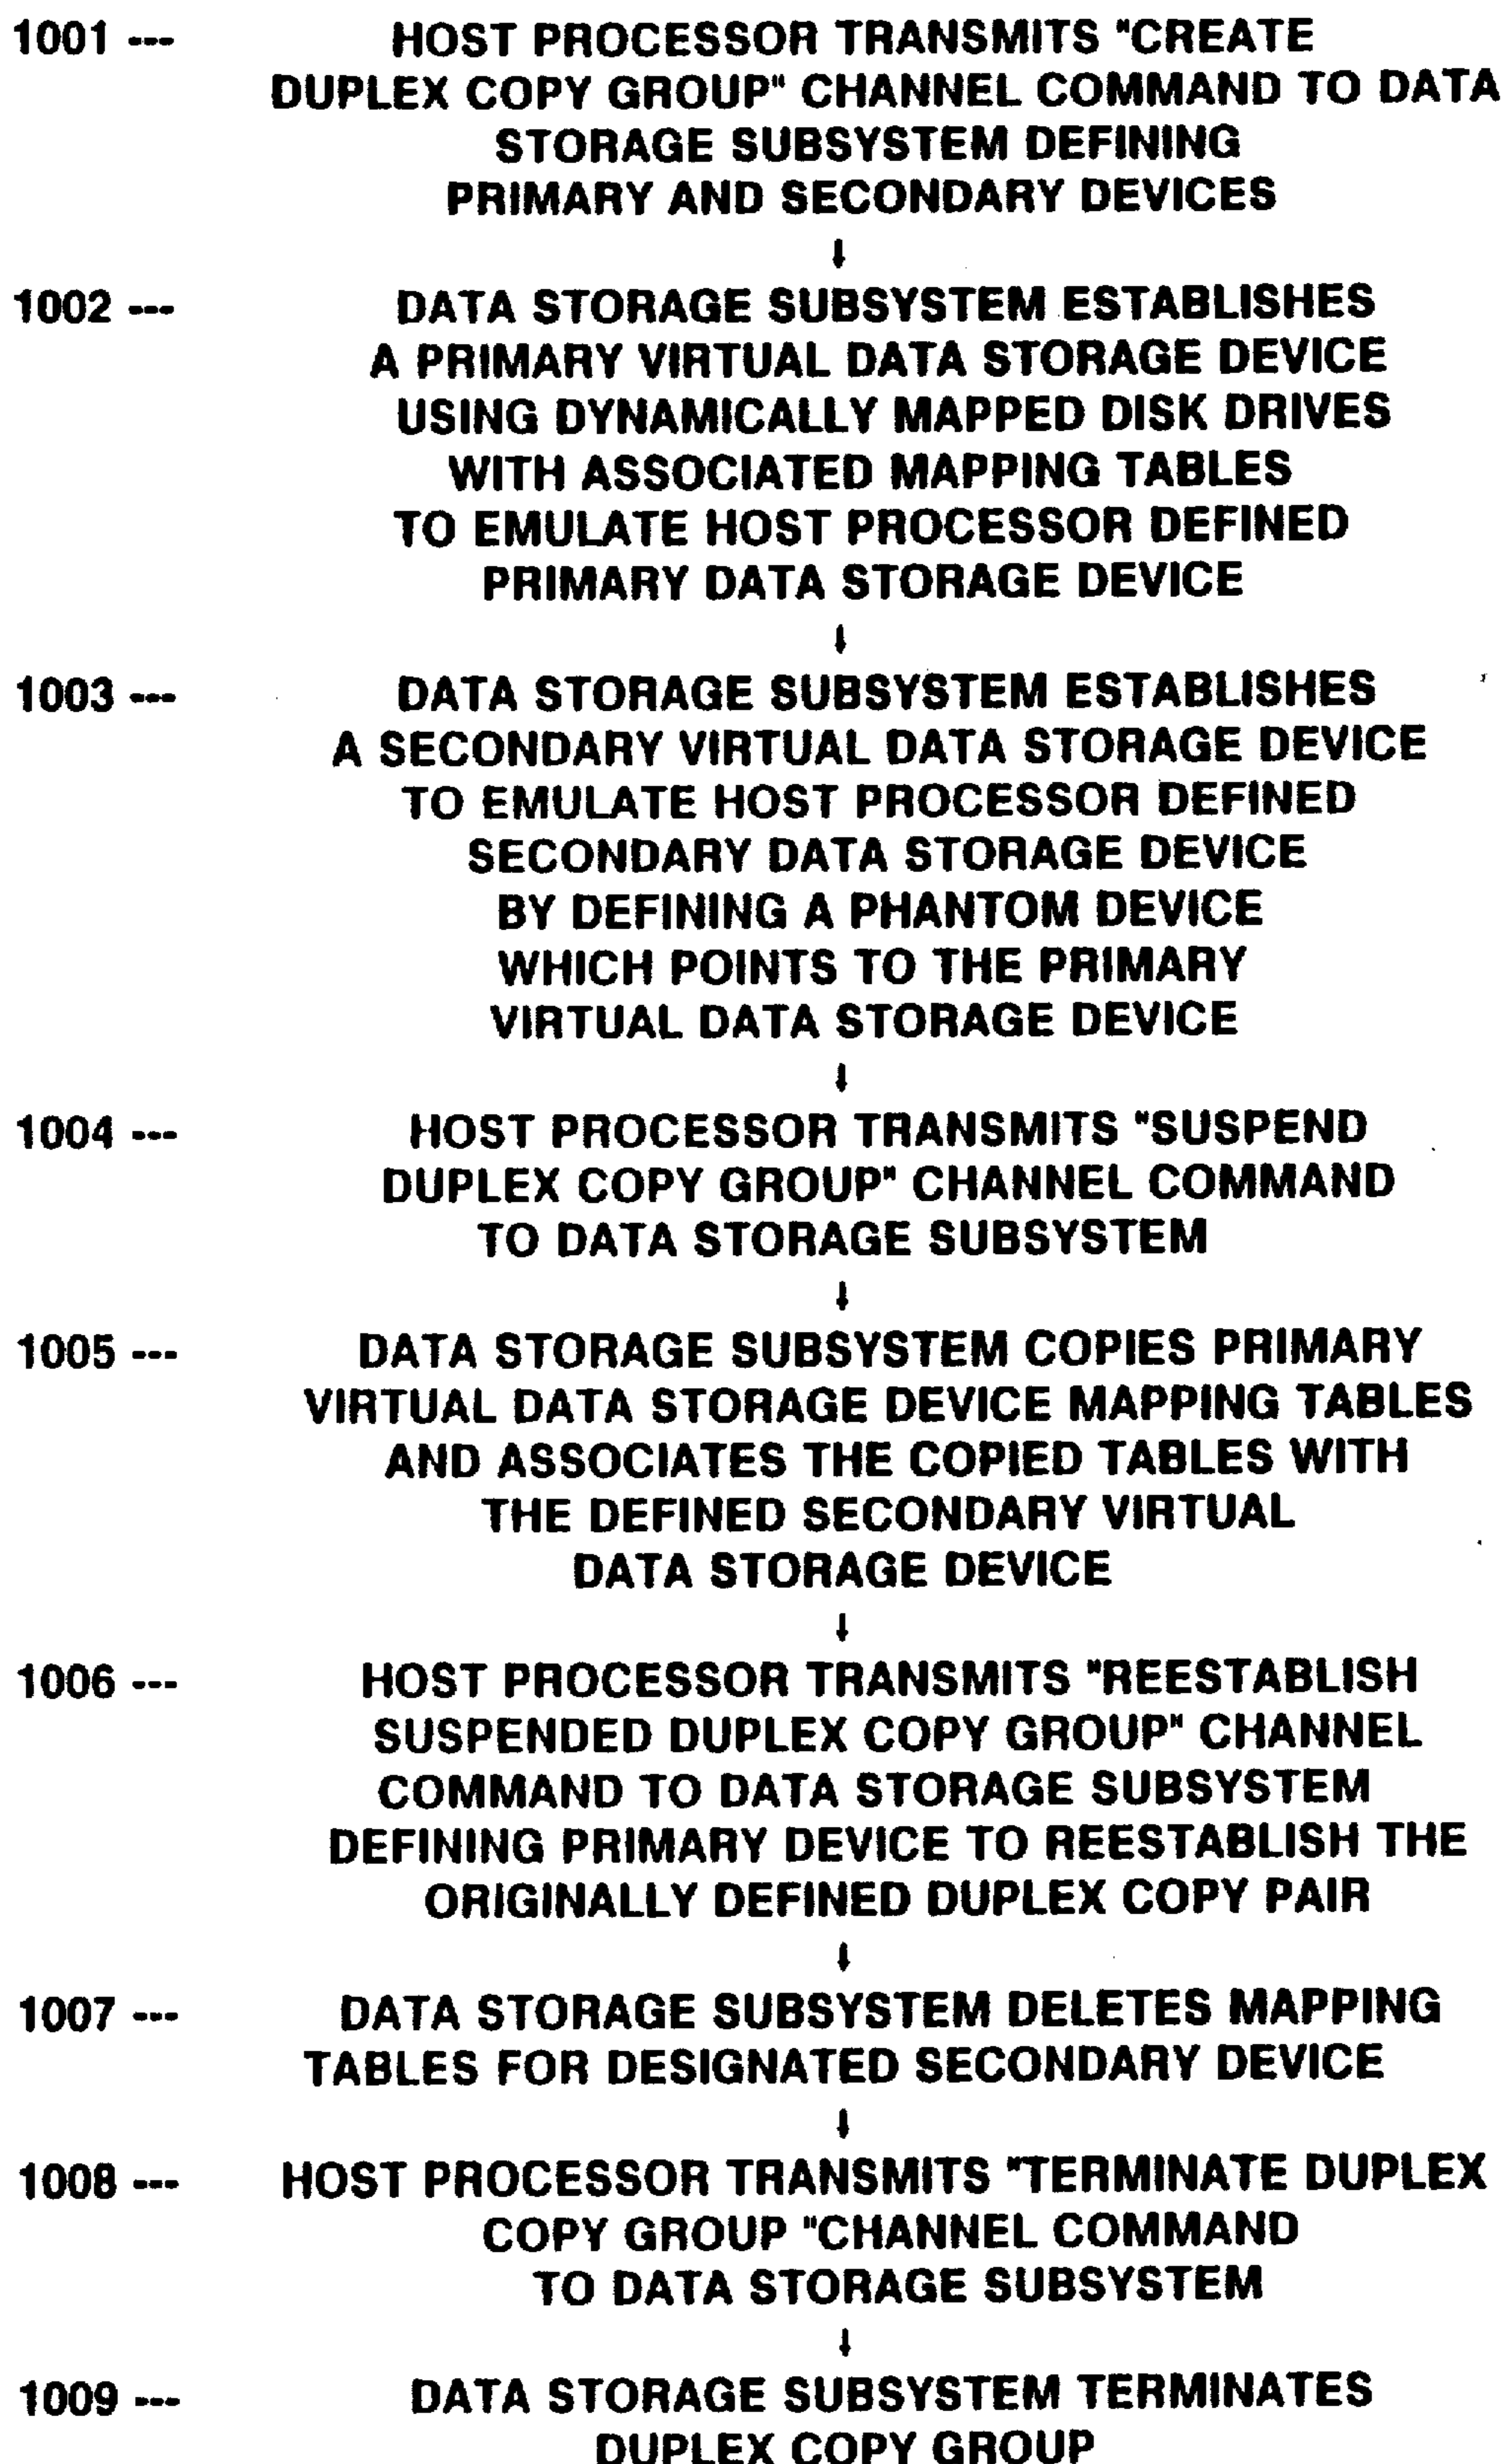 1001 --- HOST PROCESSOR TRANSMITS "CREATE
DUPLEX COPY GROUP" CHANNEL COMMAND TO DATA
STORAGE SUBSYSTEM DEFINING
PRIMARY AND SECONDARY DEVICES
1002 --- DATA STORAGE SUBSYSTEM ESTABLISHES
A PRIMARY VIRTUAL DATA STORAGE DEVICE
USING DYNAMICALLY MAPPED DISK DRIVES
WITH ASSOCIATED MAPPING TABLES
TO EMULATE HOST PROCESSOR DEFINED
PRIMARY DATA STORAGE DEVICE
1003 --- DATA STORAGE SUBSYSTEM ESTABLISHES
A SECONDARY VIRTUAL DATA STORAGE DEVICE
TO EMULATE HOST PROCESSOR DEFINED
SECONDARY DATA STORAGE DEVICE
BY DEFINING A PHANTOM DEVICE
WHICH POINTS TO THE PRIMARY
VIRTUAL DATA STORAGE DEVICE
1004 --- HOST PROCESSOR TRANSMITS "SUSPEND
DUPLEX COPY GROUP" CHANNEL COMMAND
TO DATA STORAGE SUBSYSTEM
1005 --- DATA STORAGE SUBSYSTEM COPIES PRIMARY
VIRTUAL DATA STORAGE DEVICE MAPPING TABLES
AND ASSOCIATES THE COPIED TABLES WITH
THE DEFINED SECONDARY VIRTUAL
DATA STORAGE DEVICE
1006 --- HOST PROCESSOR TRANSMITS "REESTABLISH
SUSPENDED DUPLEX COPY GROUP" CHANNEL
COMMAND TO DATA STORAGE SUBSYSTEM
DEFINING PRIMARY DEVICE TO REESTABLISH THE
ORIGINALLY DEFINED DUPLEX COPY PAIR
1007 --- DATA STORAGE SUBSYSTEM DELETES MAPPING
TABLES FOR DESIGNATED SECONDARY DEVICE
1008 --- HOST PROCESSOR TRANSMITS "TERMINATE DUPLEX
COPY GROUP "CHANNEL COMMAND
TO DATA STORAGE SUBSYSTEM
1009 --- DATA STORAGE SUBSYSTEM TERMINATES
DUPLEX COPY GROUP